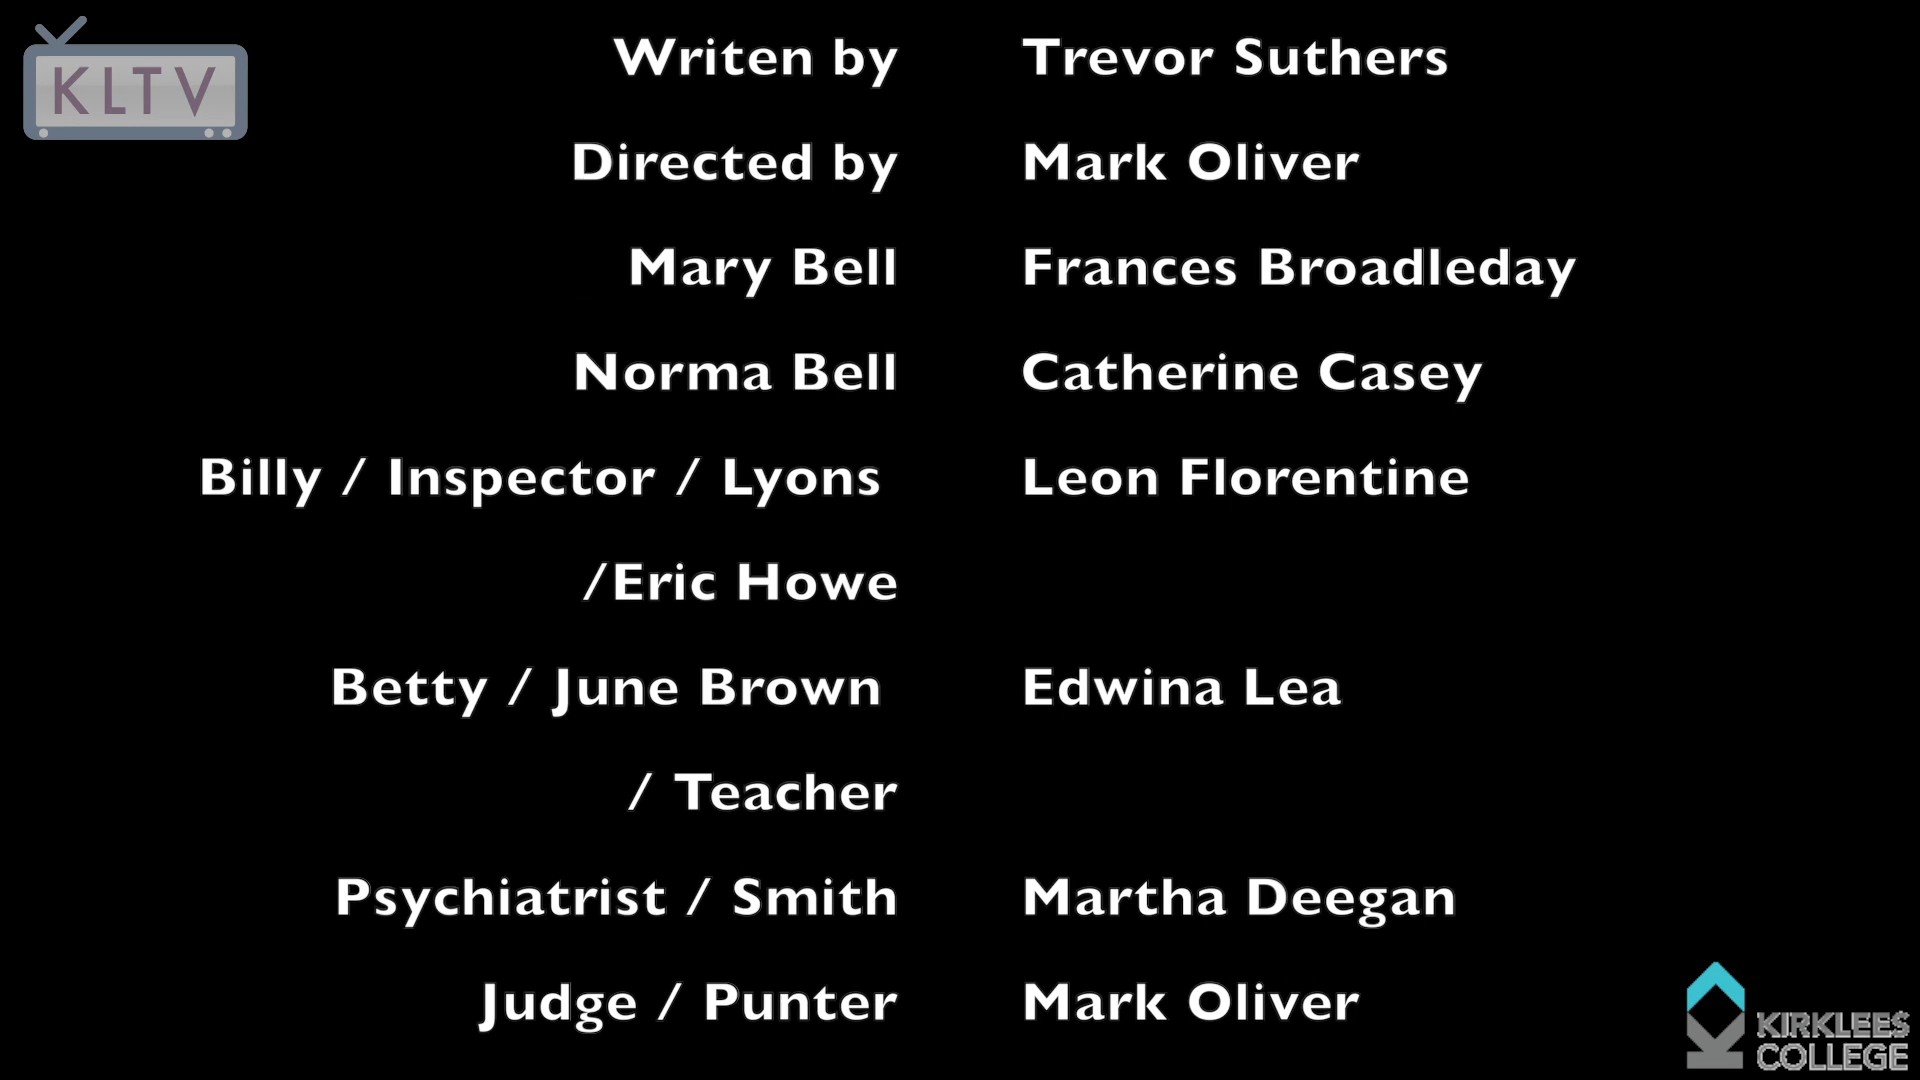 KLTV
Writen by Trevor Suthers
Directed by Mark Oliver
Mary Bell Frances Broadleday
Norma Bell Catherine Casey
Billy / Inspector / Lyons Leon Florentine
/Eric Howe
Betty / June Brown Edwina Lea
/ Teacher
Psychiatrist / Smith Martha Deegan
Judge / Punter Mark Oliver
KIRKLEES
COLLEGE